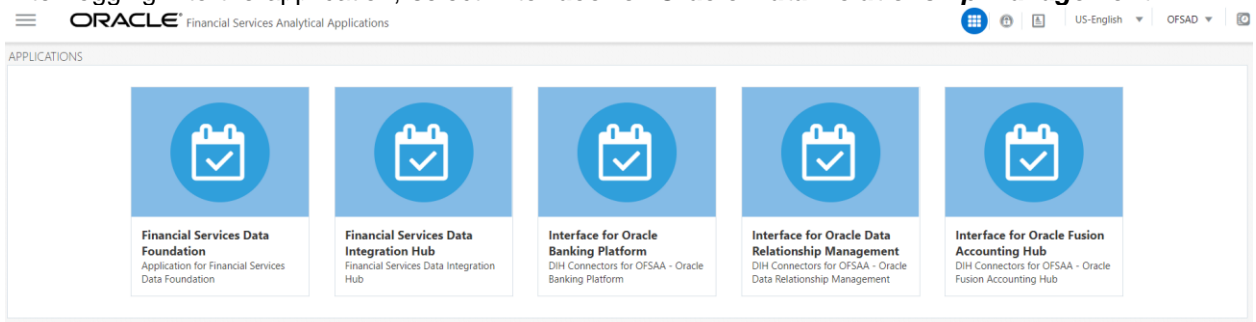 ORACLE® Financial Services Analytical Applications
US-English
OFSAD
APPLICATIONS
Financial Services Data
Foundation
Application for Financial Services
Data Foundation
Financial Services Data
Integration Hub
Financial Services Data Integration
Hub
Interface for Oracle
Banking Platform
DIH Connectors for OFSAA - Oracle
Banking Platform
Interface for Oracle Data
Relationship Management
DIH Connectors for OFSAA - Oracle
Data Relationship Management
Interface for Oracle Fusion
Accounting Hub
DIH Connectors for OFSAA - Oracle
Fusion Accounting Hub